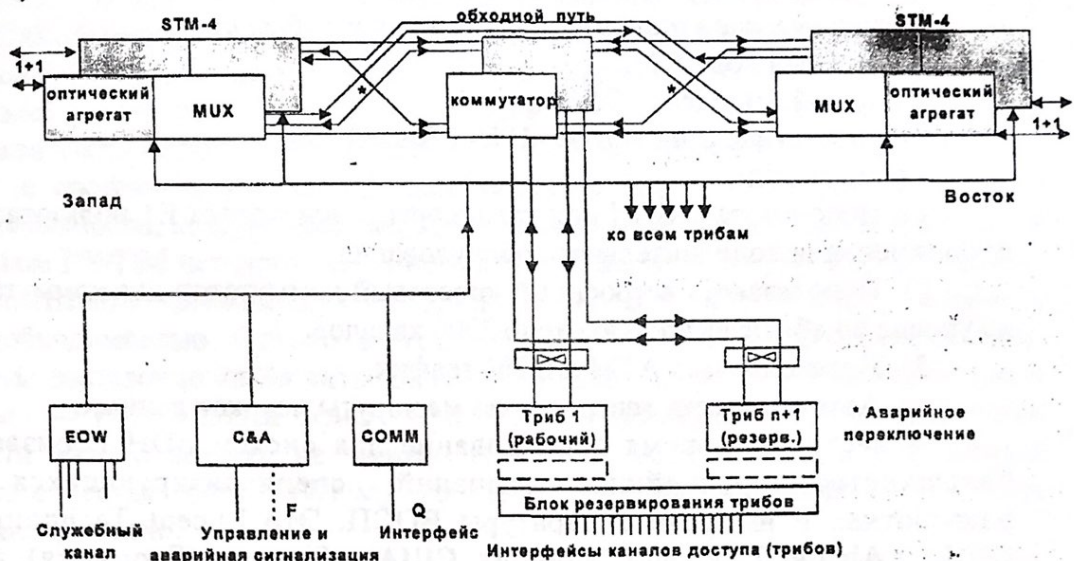 STM-4
обходной путь
STM-4
1+1
оптический
агрегат
MUX
*
коммутатор
*
MUX
оптический
агрегат
1+1
Запад
Восток
ко всем трибам
EOW
C&A
COMM
Триб 1
(рабочий)
Триб n+1
(резерв.)
* Аварийное
переключение
F
Q
Служебный
канал
Управление и
аварийная сигнализация
Интерфейс
Блок резервирования трибов
Интерфейсы каналов доступа (трибов)